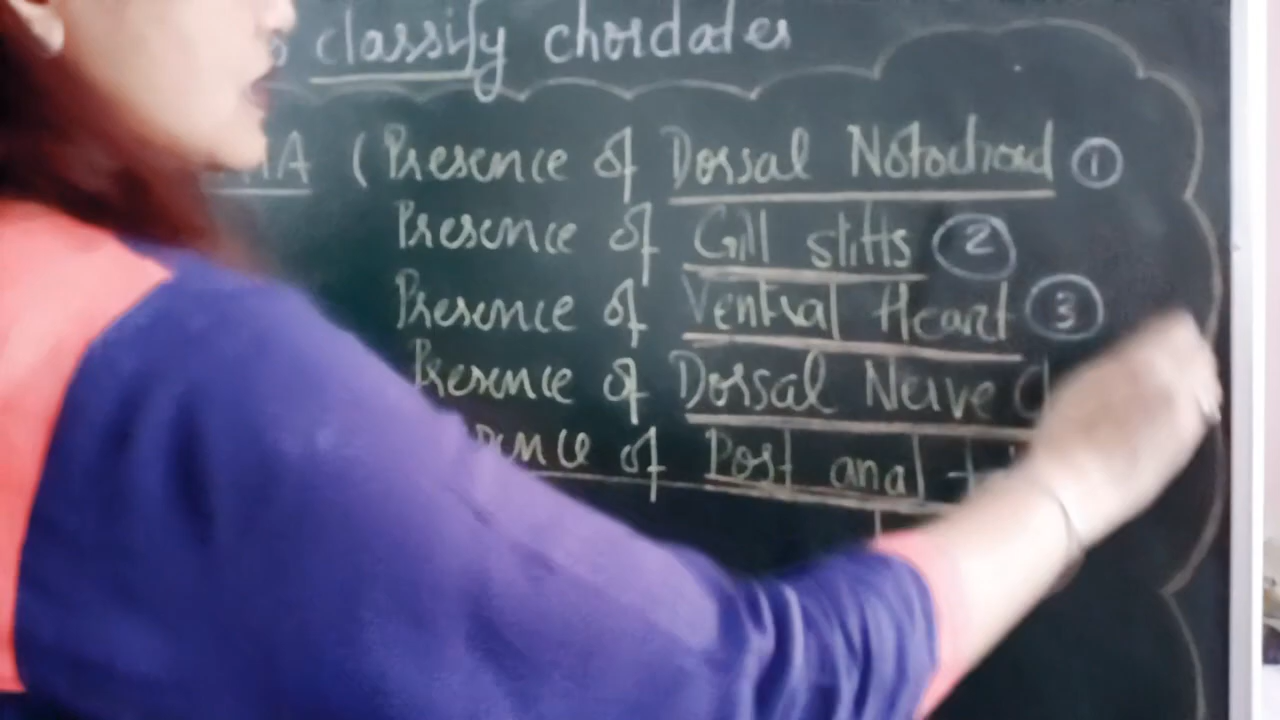 classify chordates
(Presence of Dorsal Notochord 1
Presence of Gill slits 2
Presence of Ventral Heart 3
Presence of Dorsal Nerve
of Post anal